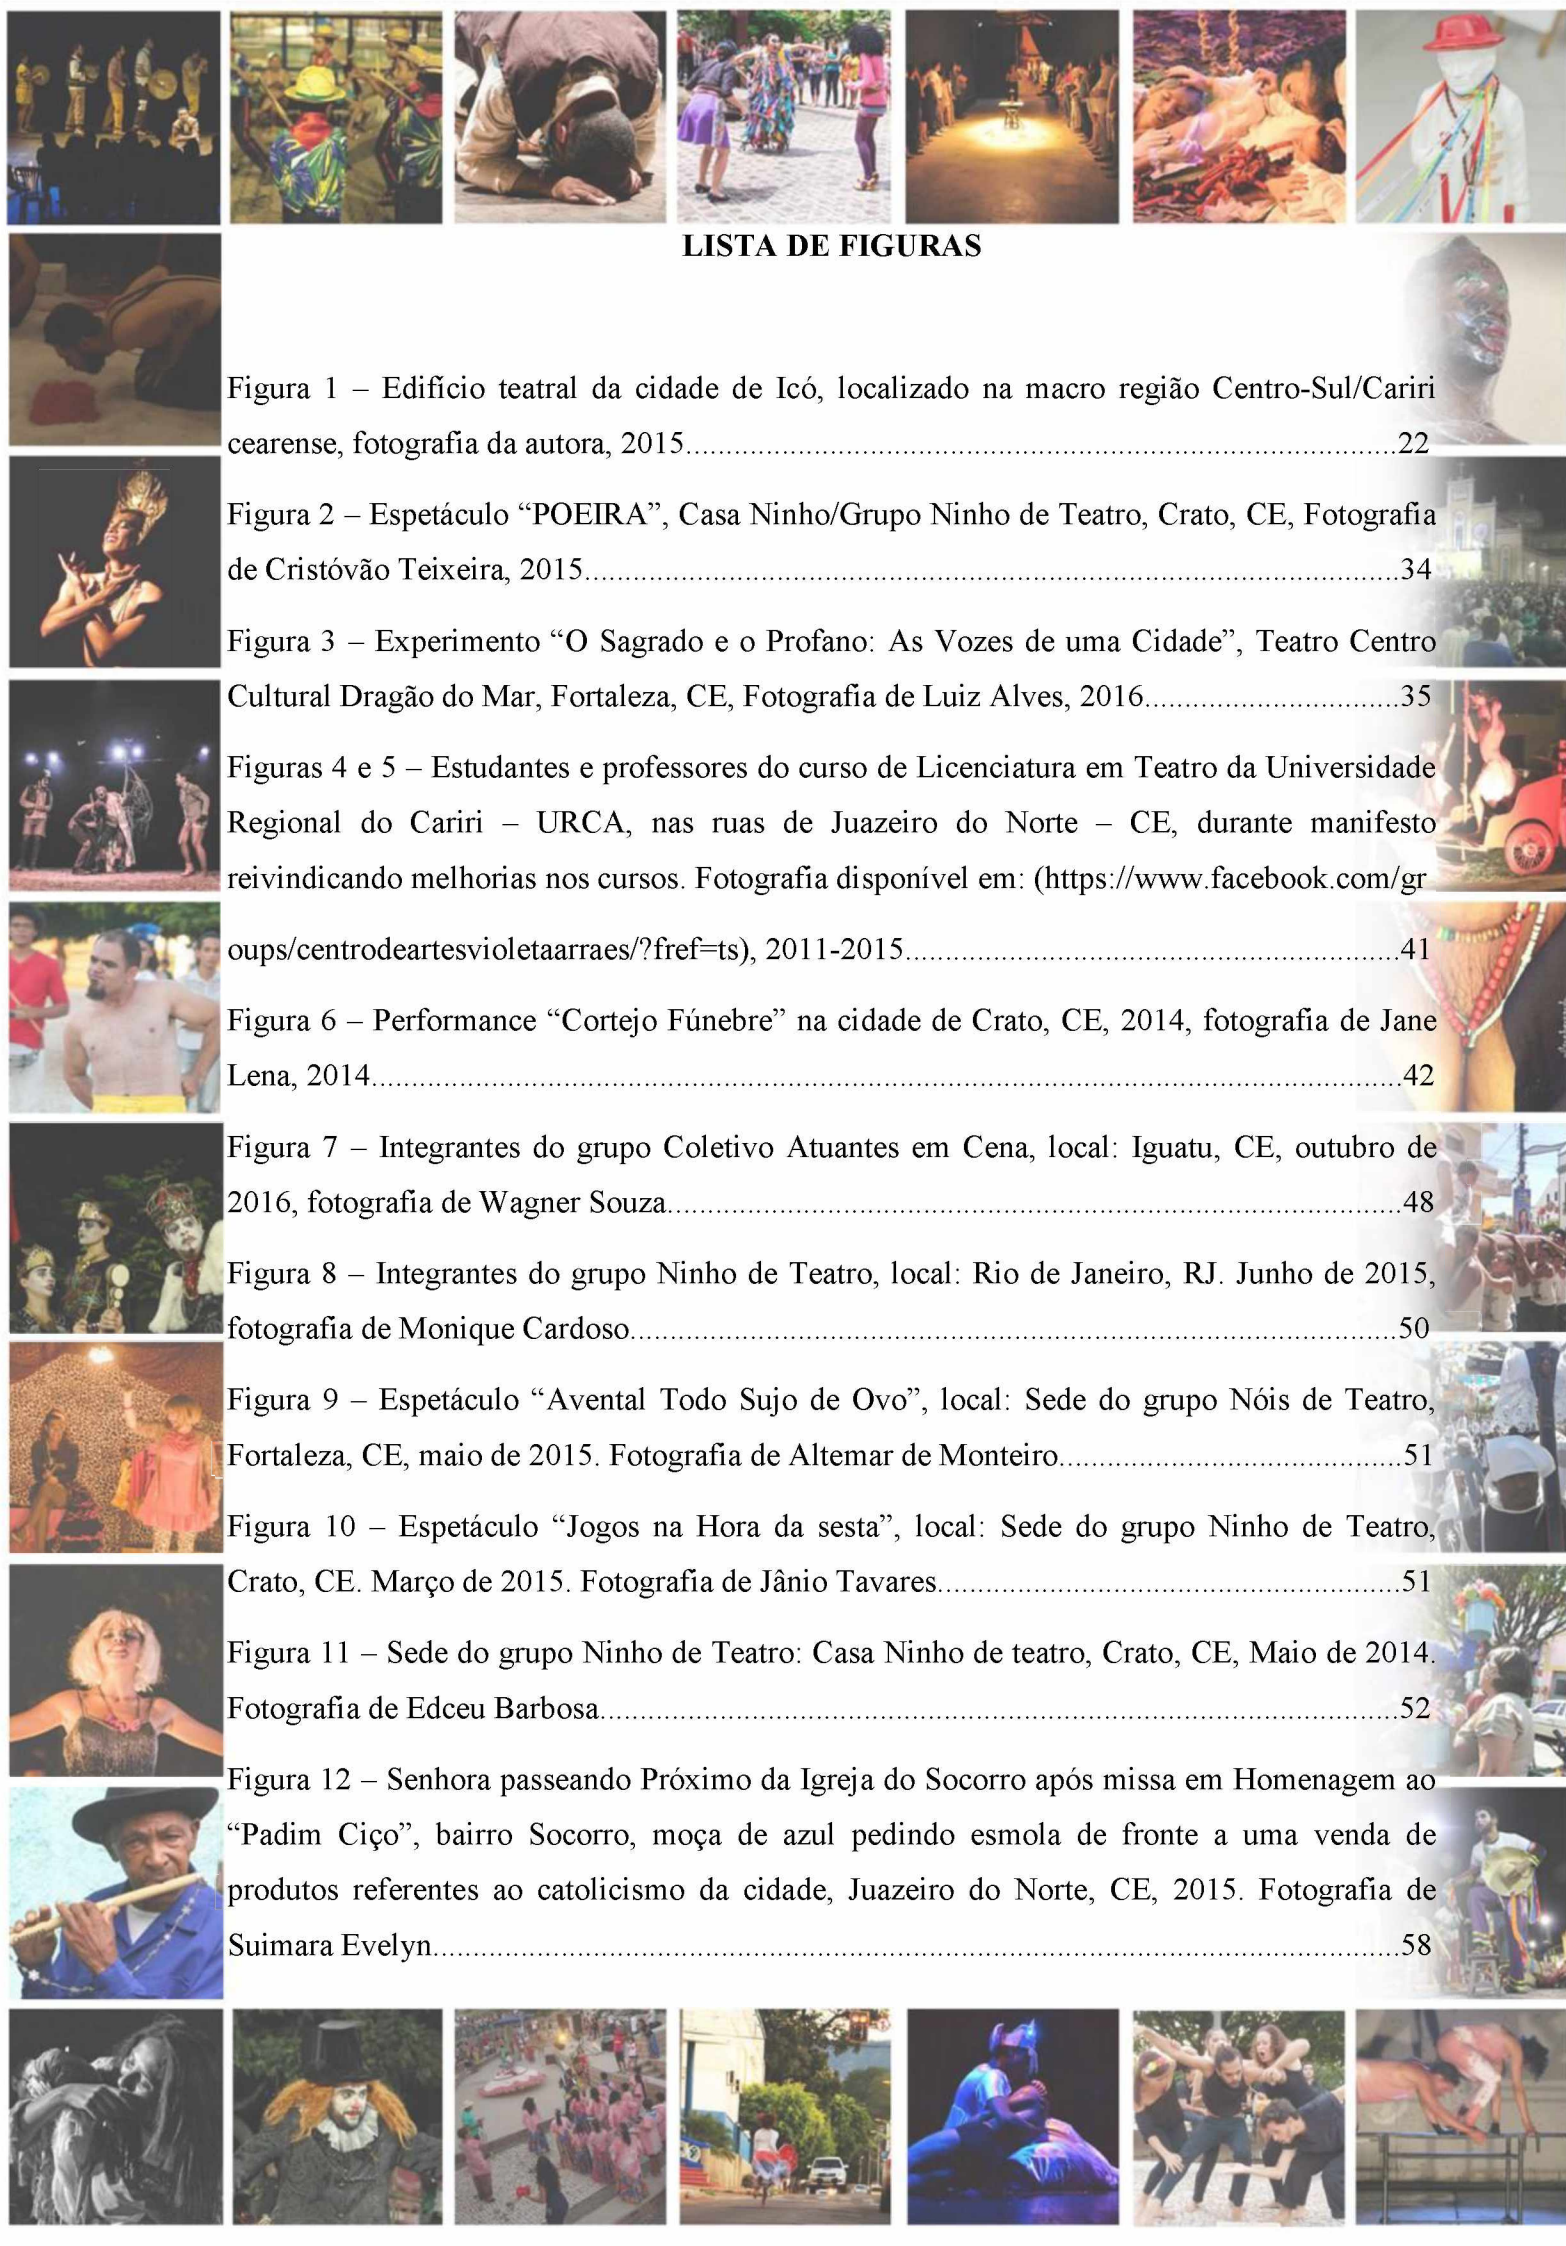 LISTA DE FIGURAS
Figura 1 – Edifício teatral da cidade de Icó, localizado na macro região Centro-Sul/Cariri
cearense, fotografia da autora, 2015.........................................................................................22
Figura 2 – Espetáculo “POEIRA”, Casa Ninho/Grupo Ninho de Teatro, Crato, CE, Fotografia
de Cristóvão Teixeira, 2015......................................................................................................34
Figura 3 – Experimento “O Sagrado e o Profano: As Vozes de uma Cidade”, Teatro Centro
Cultural Dragão do Mar, Fortaleza, CE, Fotografia de Luiz Alves, 2016................................35
Figuras 4 e 5 – Estudantes e professores do curso de Licenciatura em Teatro da Universidade
Regional do Cariri – URCA, nas ruas de Juazeiro do Norte – CE, durante manifesto
reivindicando melhorias nos cursos. Fotografia disponível em: (https://www.facebook.com/gr
oups/centrodeartesvioletaarraes/?fref=ts), 2011-2015..............................................................41
Figura 6 – Performance “Cortejo Fúnebre” na cidade de Crato, CE, 2014, fotografia de Jane
Lena, 2014.................................................................................................................................42
Figura 7 – Integrantes do grupo Coletivo Atuantes em Cena, local: Iguatu, CE, outubro de
2016, fotografia de Wagner Souza............................................................................................48
Figura 8 – Integrantes do grupo Ninho de Teatro, local: Rio de Janeiro, RJ. Junho de 2015,
fotografia de Monique Cardoso................................................................................................50
Figura 9 – Espetáculo “Avental Todo Sujo de Ovo”, local: Sede do grupo Nóis de Teatro,
Fortaleza, CE, maio de 2015. Fotografia de Altemar de Monteiro...........................................51
Figura 10 – Espetáculo “Jogos na Hora da sesta”, local: Sede do grupo Ninho de Teatro,
Crato, CE. Março de 2015. Fotografia de Jânio Tavares..........................................................51
Figura 11 – Sede do grupo Ninho de Teatro: Casa Ninho de teatro, Crato, CE, Maio de 2014.
Fotografia de Edceu Barbosa....................................................................................................52
Figura 12 – Senhora passeando Próximo da Igreja do Socorro após missa em Homenagem ao
“Padim Ciço”, bairro Socorro, moça de azul pedindo esmola de fronte a uma venda de
produtos referentes ao catolicismo da cidade, Juazeiro do Norte, CE, 2015. Fotografia de
Suimara Evelyn.........................................................................................................................58